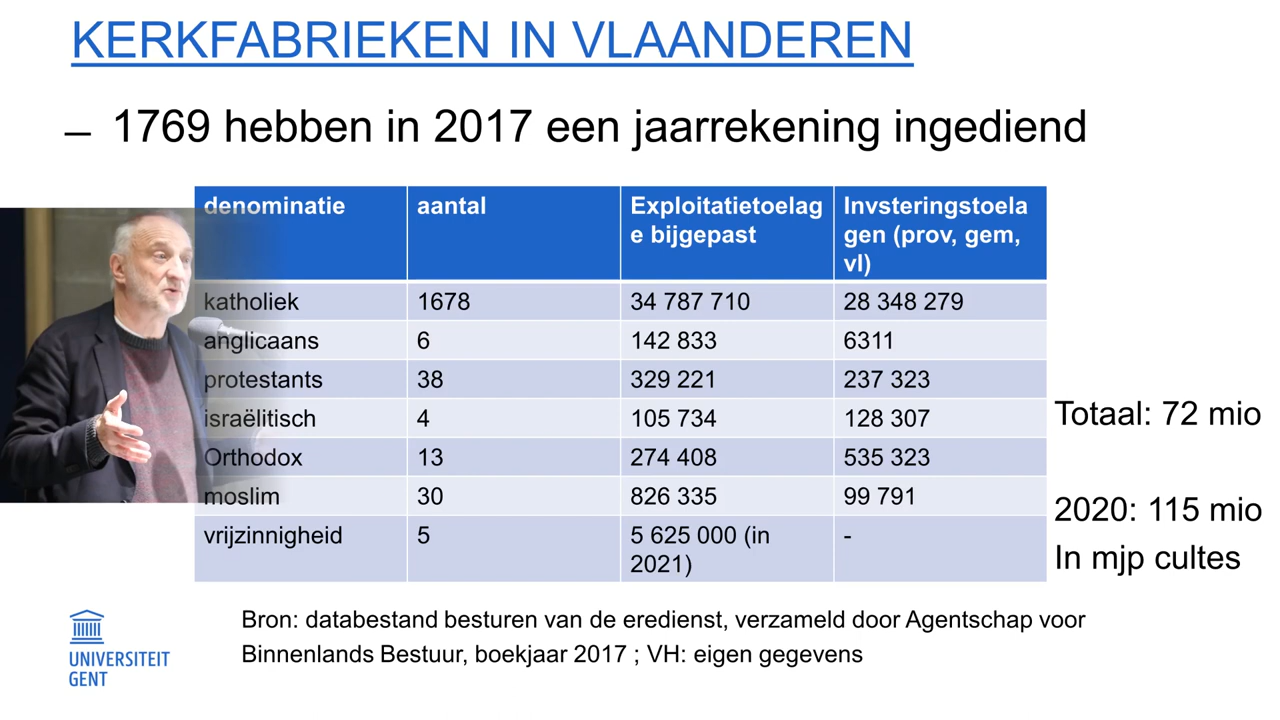 KERKFABRIEKEN IN VLAANDEREN
– 1769 hebben in 2017 een jaarrekening ingediend
denominatie aantal Exploitatietoelag Invsteringstoela
e bijgepast gen (prov, gem,
vl)
katholiek 1678 34 787 710 28 348 279
anglicaans 6 142 833 6311
protestants 38 329 221 237 323
israëlitisch 4 105 734 128 307
Totaal: 72 mio
Orthodox 13 274 408 535 323
moslim 30 826 335 99 791
2020: 115 mio
vrijzinnigheid 5 5 625 000 (in -
2021)
In mjp cultes
Bron: databestand besturen van de eredienst, verzameld door Agentschap voor
Binnenlands Bestuur, boekjaar 2017 ; VH: eigen gegevens
UNIVERSITEIT
GENT